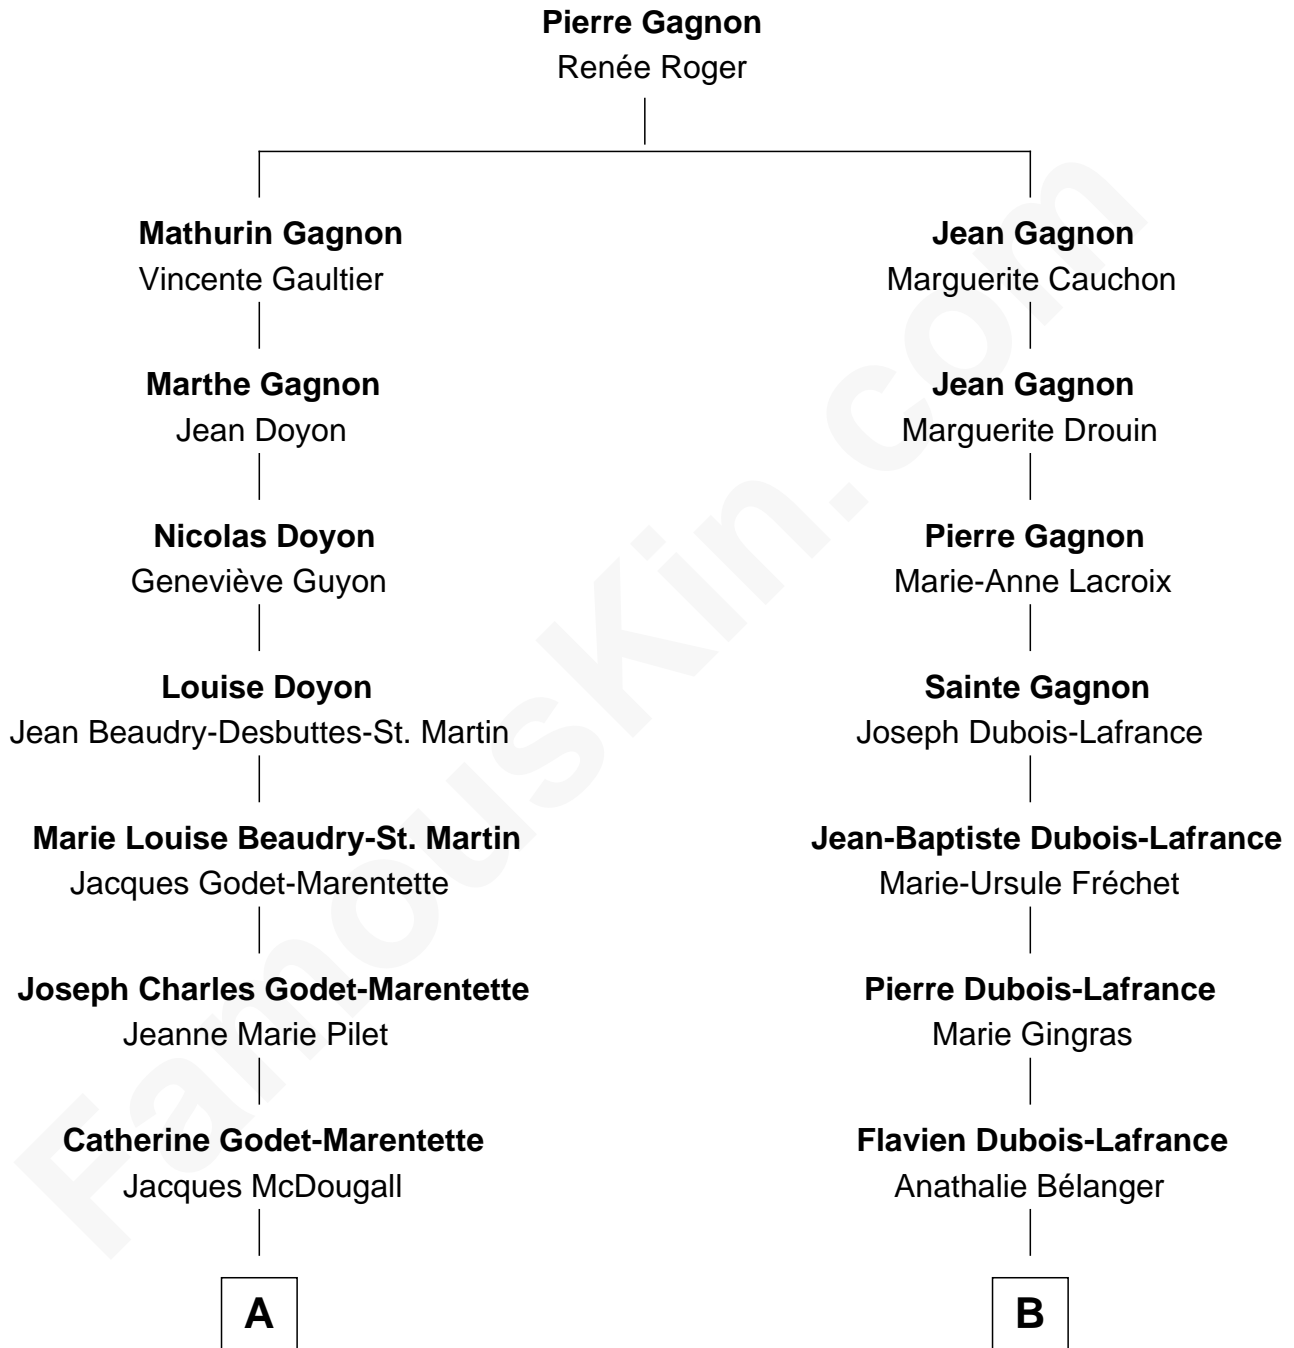 Pierre Gagnon
Renée Roger
Mathurin Gagnon
Vincente Gaultier
Jean Gagnon
Marguerite Cauchon
Marthe Gagnon
Jean Doyon
Jean Gagnon
Marguerite Drouin
Nicolas Doyon
Geneviève Guyon
Pierre Gagnon
Marie-Anne Lacroix
Louise Doyon
Jean Beaudry-Desbuttes-St. Martin
Sainte Gagnon
Joseph Dubois-Lafrance
Marie Louise Beaudry-St. Martin
Jacques Godet-Marentette
Jean-Baptiste Dubois-Lafrance
Marie-Ursule Fréchet
Joseph Charles Godet-Marentette
Jeanne Marie Pilet
Pierre Dubois-Lafrance
Marie Gingras
Catherine Godet-Marentette
Jacques McDougall
Flavien Dubois-Lafrance
Anathalie Bélanger
A
B
FamousKin.com